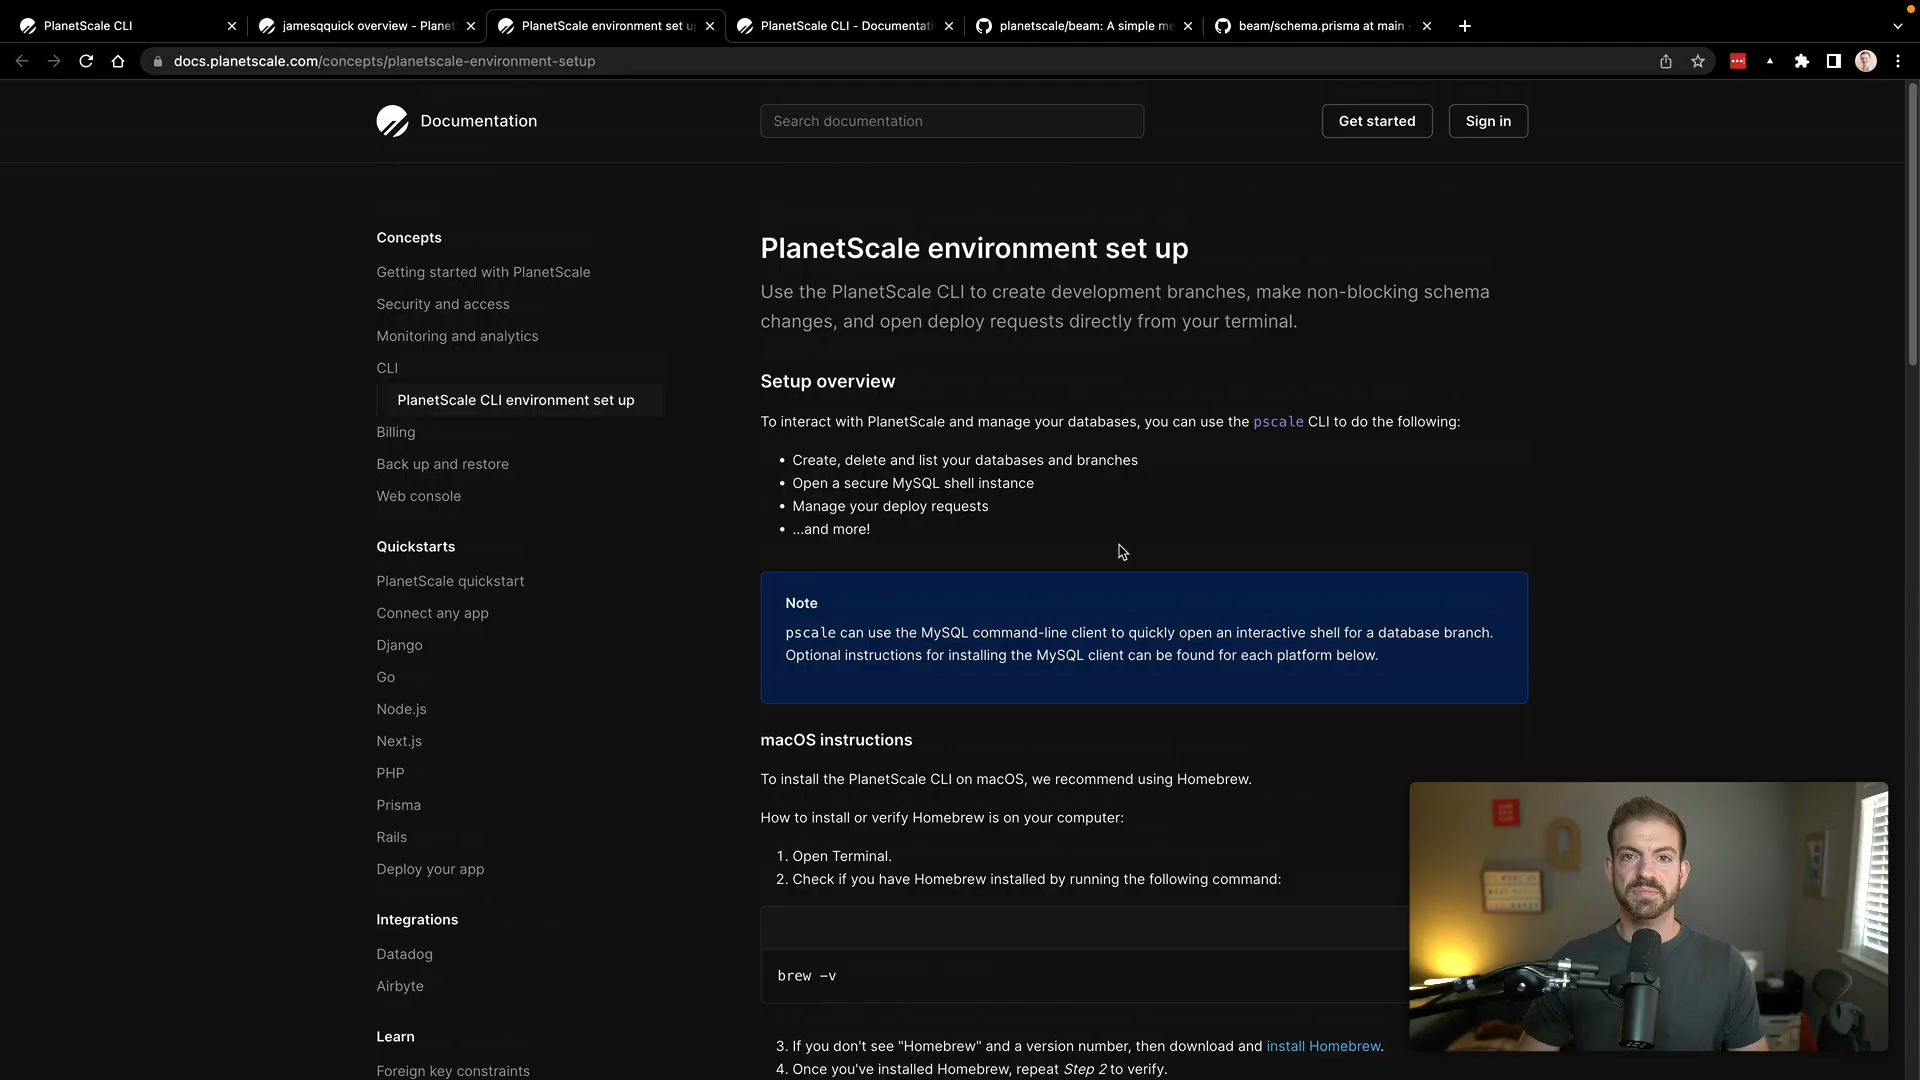 PlanetScale CLI
jamesqquick overview - Planet
PlanetScale environment set up
PlanetScale CLI - Documentati
planetscale/beam: A simple me
beam/schema.prisma at main
docs.planetscale.com/concepts/planetscale-environment-setup
Documentation
Search documentation
Get started
Sign in
Concepts
Getting started with PlanetScale
Security and access
Monitoring and analytics
CLI
PlanetScale CLI environment set up
Billing
Back up and restore
Web console
Quickstarts
PlanetScale quickstart
Connect any app
Django
Go
Node.js
Next.js
PHP
Prisma
Rails
Deploy your app
Integrations
Datadog
Airbyte
Learn
Foreign key constraints
PlanetScale environment set up
Use the PlanetScale CLI to create development branches, make non-blocking schema
changes, and open deploy requests directly from your terminal.
Setup overview
To interact with PlanetScale and manage your databases, you can use the pscale CLI to do the following:
• Create, delete and list your databases and branches
• Open a secure MySQL shell instance
• Manage your deploy requests
• ...and more!
Note
pscale can use the MySQL command-line client to quickly open an interactive shell for a database branch.
Optional instructions for installing the MySQL client can be found for each platform below.
macOS instructions
To install the PlanetScale CLI on macOS, we recommend using Homebrew.
How to install or verify Homebrew is on your computer:
1. Open Terminal.
2. Check if you have Homebrew installed by running the following command:
brew -v
3. If you don't see "Homebrew" and a version number, then download and install Homebrew.
4. Once you've installed Homebrew, repeat Step 2 to verify.